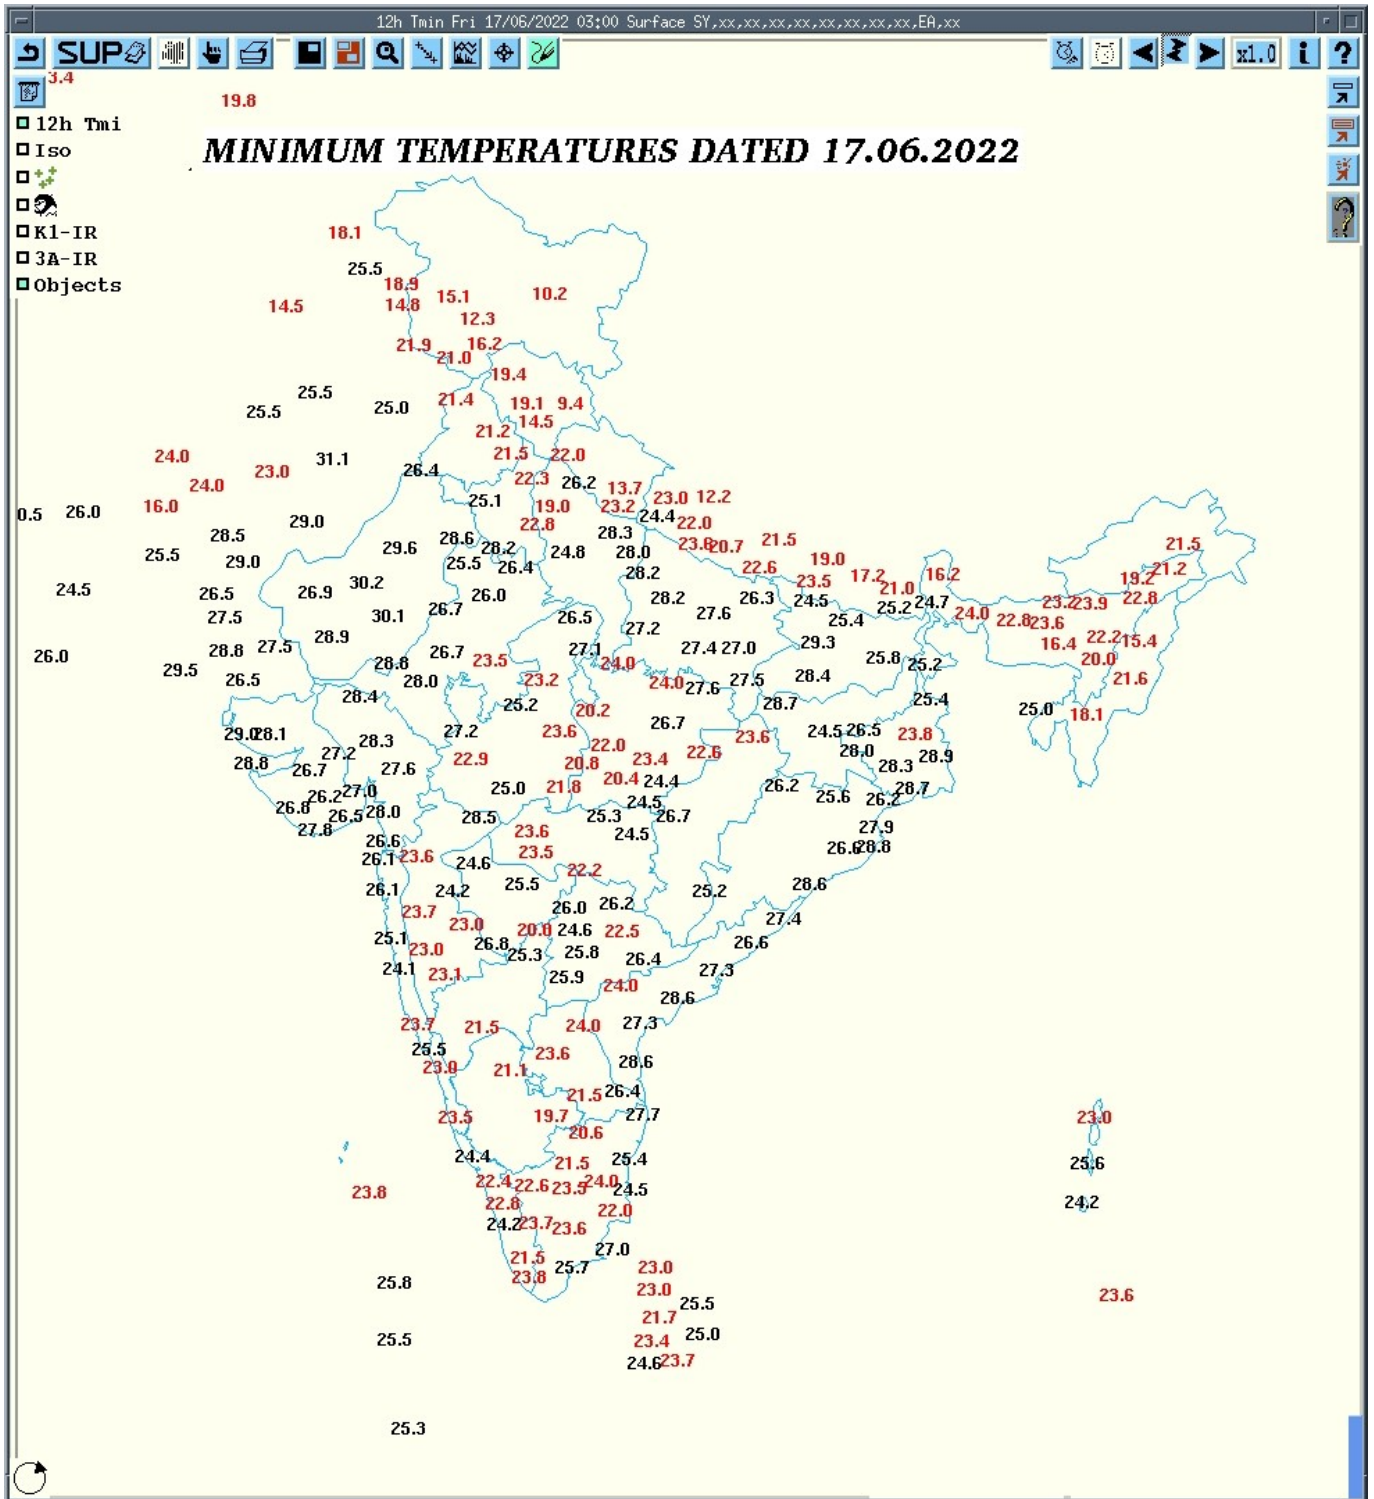 12h Tmin Fri 17/06/2022 03:00 Surface SY,xx,xx,xx,xx,xx,xx,xx,xx,EA,xx
SUP x1.0 i ?
3.4
19.8
12h Tmi
MINIMUM TEMPERATURES DATED 17.06.2022
Iso
K1-IR
18.1
3A-IR
25.5
Objects 18.9
10.2
15.1
14.5 14.8
12.3
21.9 16.2
21.0
19.4
25.5
21.4
25.5 25.0 19.1 9.4
14.5
21.2
21.5 22.0
24.0 31.1
23.0 26.4
22.3
24.0 26.2 13.7
25.1 23.0 12.2
16.0 19.0 23.2
0.5 26.0 24.4
29.0 22.8 22.0
28.5 28.6 28.3
29.6 28.2 20.7 21.5 21.5
25.5 24.8 28.0
29.0 25.5 26.4 22.6 19.0 21.2
28.2 23.5 17.2 16.2 19.2
24.5 26.5 26.9 30.2 26.0 21.0
28.2 26.3 24.5 25.2 24.7 23.2 23.9 22.8
27.5 30.1 26.7 26.5 27.6 25.4 24.0 22.8 23.6
28.9 27.2 22.2 15.4
28.8 27.5 26.7 27.1 27.4 27.0 29.3 16.4
26.0 28.8 23.5 24.0 25.8 25.2 20.0
29.5 26.5 28.0 23.2 24.0 27.6 27.5 28.4 21.6
28.4 25.2 28.7 25.4
20.2 25.0 18.1
29.0 28.1 27.2 23.6 26.7 24.5 26.5 23.8
28.3 22.0 23.6
28.8 27.2 22.9 20.8 23.4 22.6 28.0 28.9
26.7 27.6 28.3
20.4 24.4
26.2 27.0 25.0 21.8 26.2 28.7
26.8 25.6 26.2
26.5 28.0 28.5 25.3 24.5 26.7
27.8 23.6 24.5 27.9
26.6 28.8
26.1 23.6 24.6 23.5
22.2
26.1 24.2 25.5 25.2 28.6
23.7 26.0 26.2
23.0 20.0 24.6 22.5 27.4
25.1 23.0 26.8 25.3 25.8 26.6
24.1 23.1 25.9 26.4 27.3
24.0
28.6
23.7 21.5 24.0 27.3
25.5 23.6
23.0 21.1 28.6
21.5 26.4
23.5 19.7 27.7 23.0
20.6
24.4 21.5 25.4 25.6
22.4 22.6 23.5 24.0
23.8 24.5
22.8 22.0 24.2
24.2 23.7 23.6
27.0
21.5 25.7 23.0
23.8
25.8 23.0
25.5 23.6
21.7
25.5 23.4 25.0
24.6 23.7
25.3